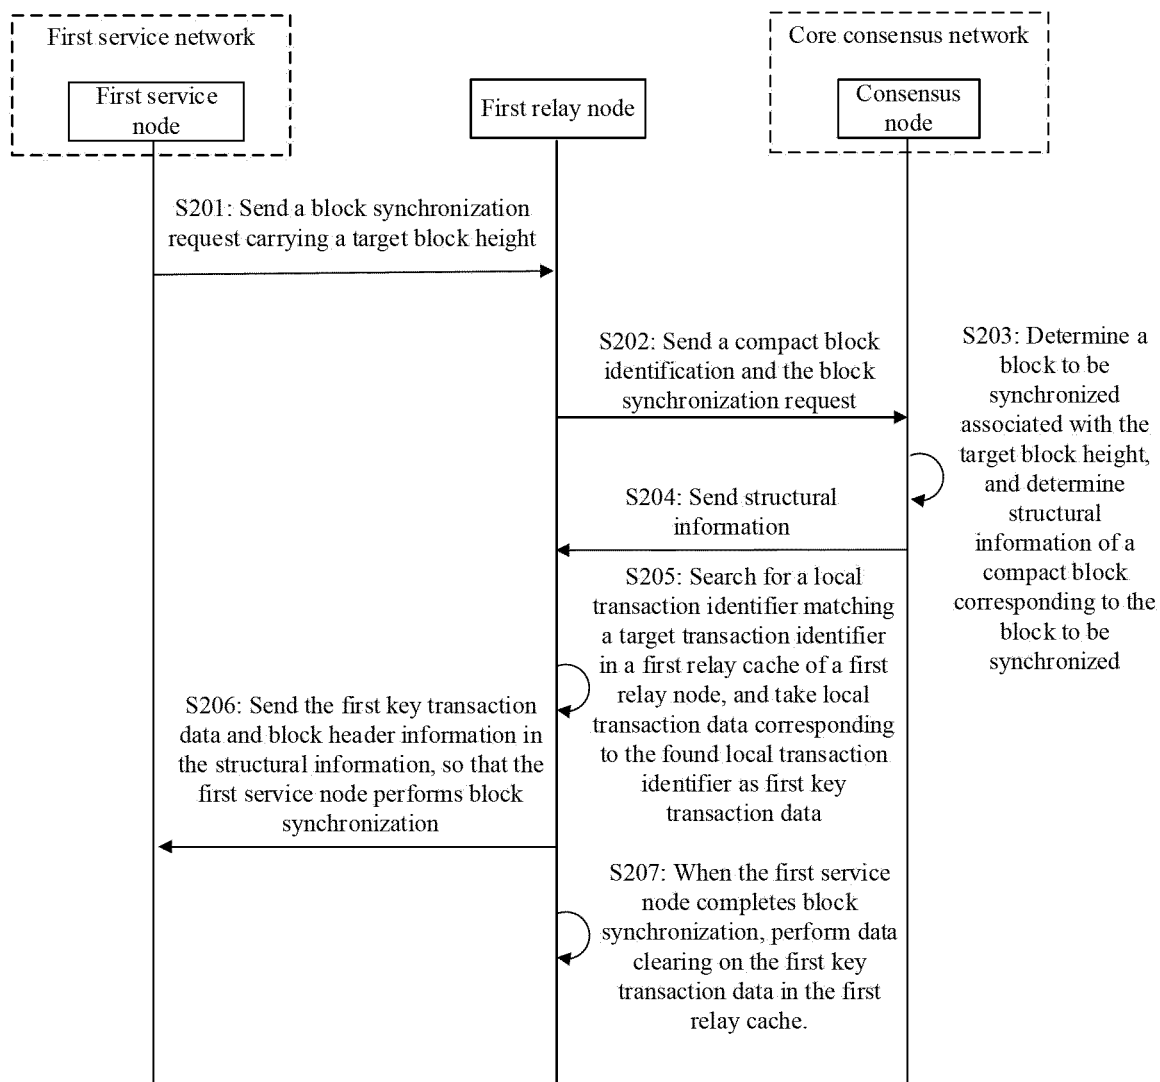 First service network
Core consensus network
First service
node
First relay node
Consensus
node
S201: Send a block synchronization
request carrying a target block height
S202: Send a compact block
identification and the block
synchronization request
S203: Determine a
block to be
synchronized
associated with the
target block height,
and determine
structural
information of a
compact block
corresponding to the
block to be
synchronized
S204: Send structural
information
S205: Search for a local
transaction identifier matching
a target transaction identifier
in a first relay cache of a first
relay node, and take local
transaction data corresponding
to the found local transaction
identifier as first key
transaction data
S206: Send the first key transaction
data and block header information in
the structural information, so that the
first service node performs block
synchronization
S207: When the first service
node completes block
synchronization, perform data
clearing on the first key
transaction data in the first
relay cache.